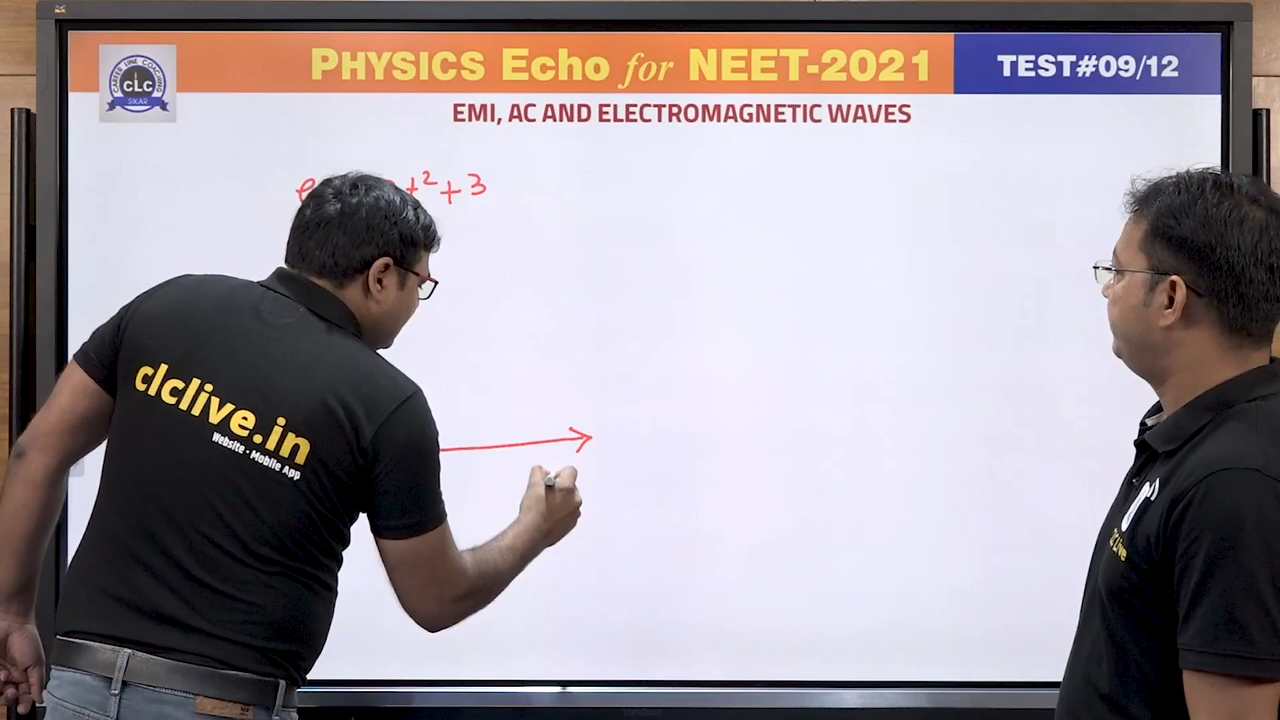 PHYSICS Echo for NEET-2021
TEST#09/12
CAREER LINE COACHING
CLC
SIKAR
EMI, AC AND ELECTROMAGNETIC WAVES
t²+3
clclive.in
Website - Mobile App